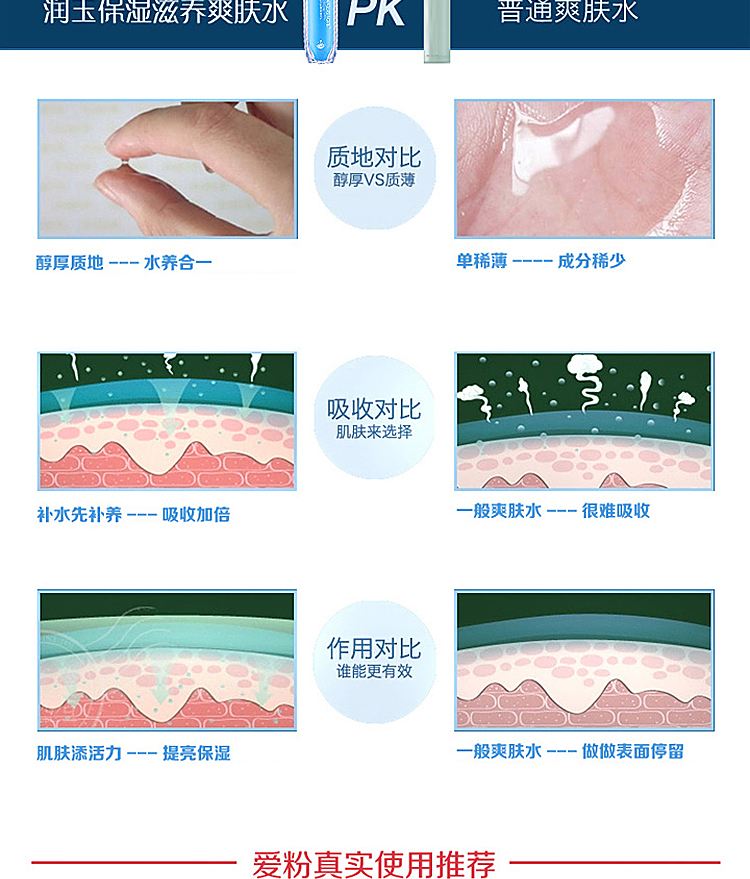 润玉保湿滋养爽肤水
PK
普通爽肤水
质地对比
醇厚VS质薄
醇厚质地 --- 水养合一
单稀薄 ---- 成分稀少
吸收对比
肌肤来选择
补水先补养 --- 吸收加倍
一般爽肤水 --- 很难吸收
作用对比
谁能更有效
肌肤添活力 --- 提亮保湿
一般爽肤水 --- 做做表面停留
爱粉真实使用推荐